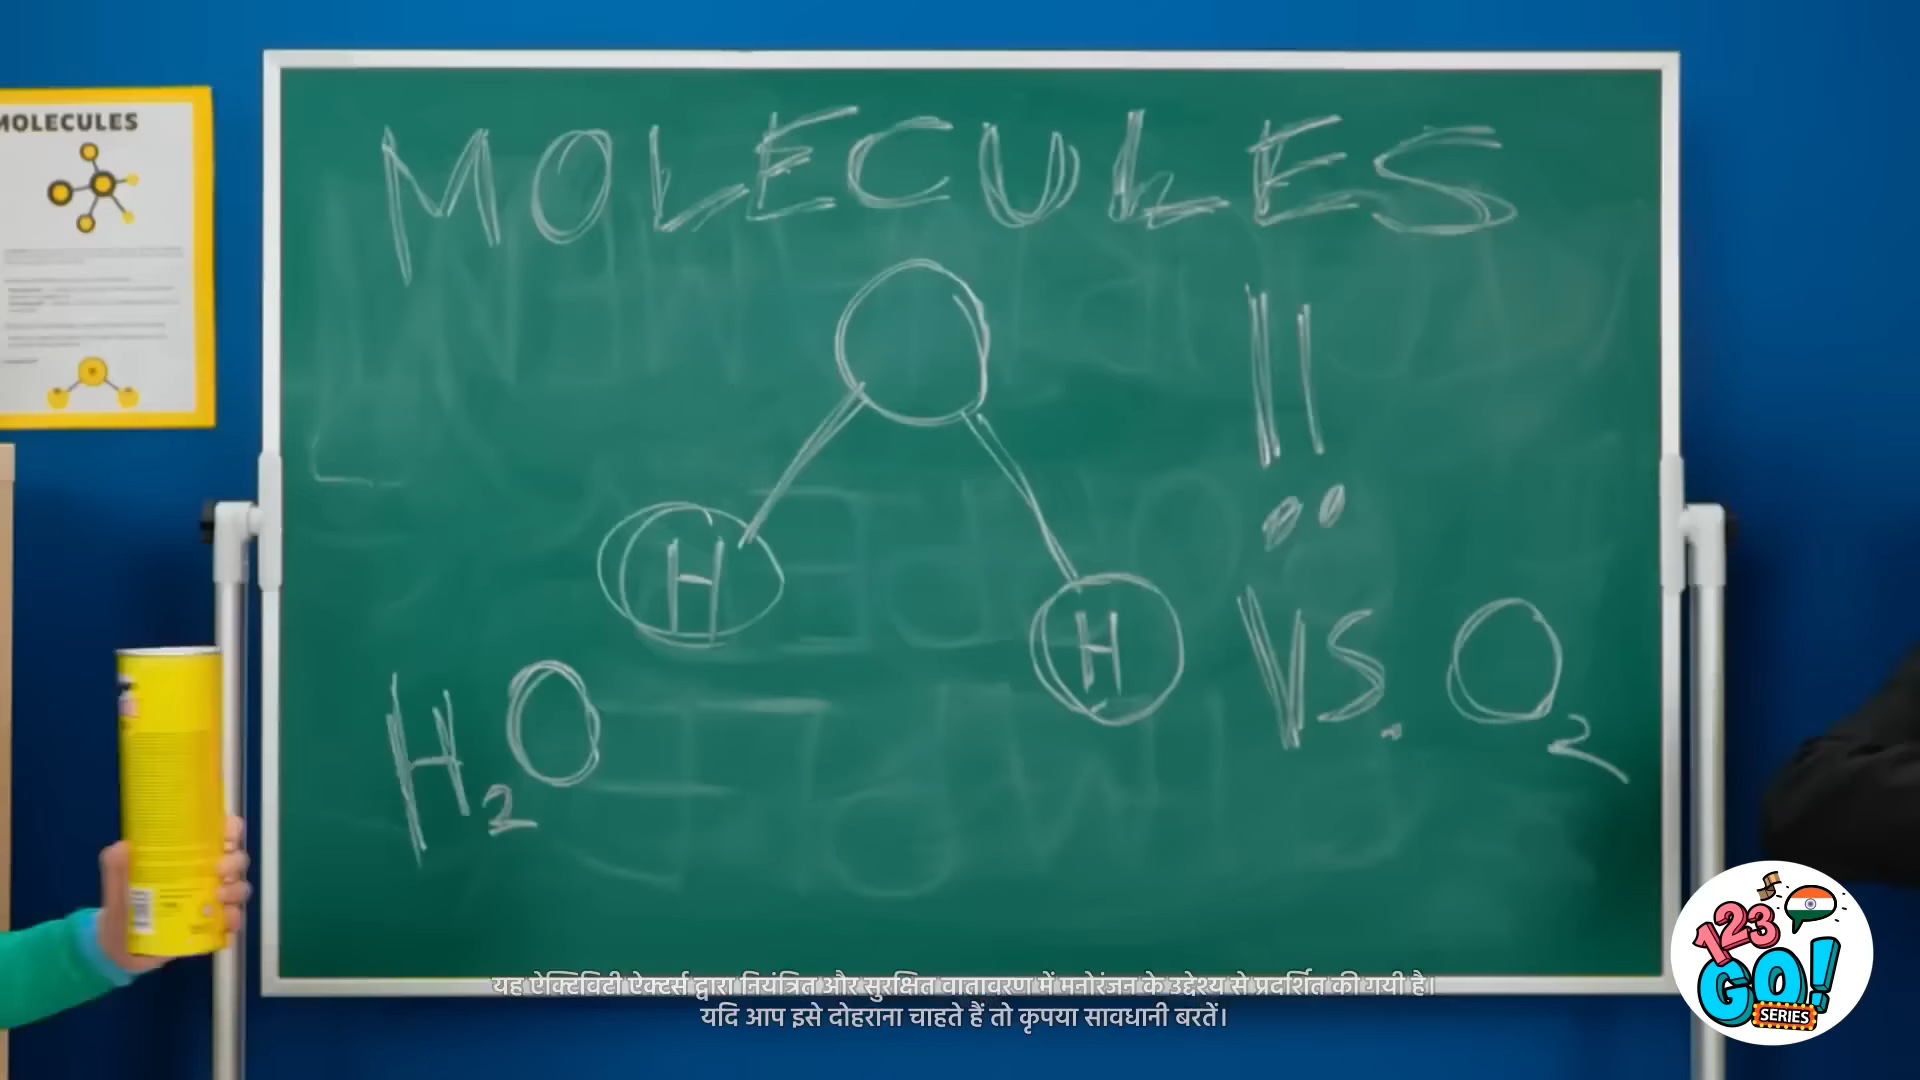 MOLECULES
MOLECULES
!!
H
H
VS. O2
H2O
यह ऐक्टिविटी ऐक्टर्स द्वारा नियंत्रित और सुरक्षित वातावरण में मनोरंजन के उद्देश्य से प्रदर्शित की गयी है।
यदि आप इसे दोहराना चाहते हैं तो कृपया सावधानी बरतें।
123
GO!
SERIES